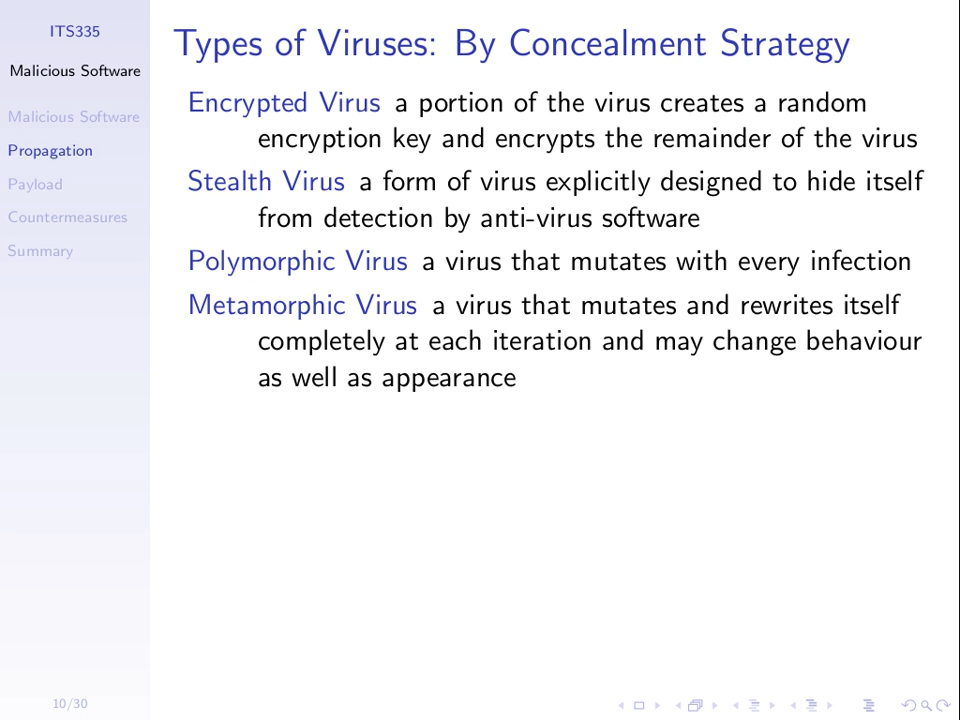 ITS335
Malicious Software
Malicious Software
Propagation
Payload
Countermeasures
Summary
Types of Viruses: By Concealment Strategy
Encrypted Virus a portion of the virus creates a random
encryption key and encrypts the remainder of the virus
Stealth Virus a form of virus explicitly designed to hide itself
from detection by anti-virus software
Polymorphic Virus a virus that mutates with every infection
Metamorphic Virus a virus that mutates and rewrites itself
completely at each iteration and may change behaviour
as well as appearance
10/30